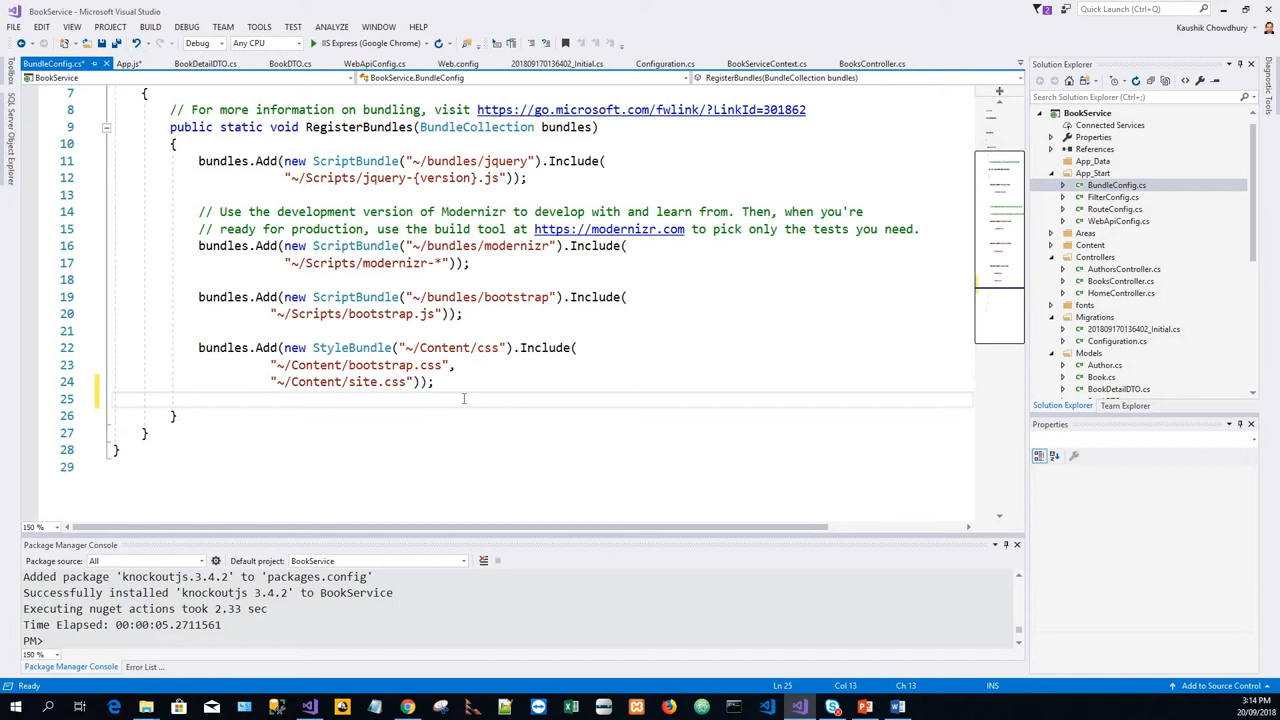 BookService - Microsoft Visual Studio
2
Quick Launch (Ctrl+Q)
FILE EDIT VIEW PROJECT BUILD DEBUG TEAM TOOLS TEST ANALYZE WINDOW HELP
Kaushik Chowdhury
Debug Any CPU IIS Express (Google Chrome)
Toolbox
SQL Server Object Explorer
Diagnostic Tools
BundleConfig.cs* App.js* BookDetailDTO.cs BookDTO.cs WebApiConfig.cs Web.config 201809170136402_Initial.cs Configuration.cs BookServiceContext.cs BooksController.cs
BookService BookService.BundleConfig RegisterBundles(BundleCollection bundles)
7 {
8 // For more information on bundling, visit https://go.microsoft.com/fwlink/?LinkId=301862
9 public static void RegisterBundles(BundleCollection bundles)
10 {
11 bundles.Add(new ScriptBundle("~/bundles/jquery").Include(
12 "~/Scripts/jquery-{version}.js"));
13
14 // Use the development version of Modernizr to develop with and learn from. Then, when you're
15 // ready for production, use the build tool at https://modernizr.com to pick only the tests you need.
16 bundles.Add(new ScriptBundle("~/bundles/modernizr").Include(
17 "~/Scripts/modernizr-*"));
18
19 bundles.Add(new ScriptBundle("~/bundles/bootstrap").Include(
20 "~/Scripts/bootstrap.js"));
21
22 bundles.Add(new StyleBundle("~/Content/css").Include(
23 "~/Content/bootstrap.css",
24 "~/Content/site.css"));
25
26 }
27 }
28 }
29
150 %
Solution Explorer
Search Solution Explorer (Ctrl+;)
BookService
Connected Services
Properties
References
App_Data
App_Start
BundleConfig.cs
FilterConfig.cs
RouteConfig.cs
WebApiConfig.cs
Areas
Content
Controllers
AuthorsController.cs
BooksController.cs
HomeController.cs
fonts
Migrations
201809170136402_Initial.cs
Configuration.cs
Models
Author.cs
Book.cs
BookDetailDTO.cs
Solution Explorer Team Explorer
Properties
Package Manager Console
Package source: All Default project: BookService
Added package 'knockoutjs.3.4.2' to 'packages.config'
Successfully installed 'knockoutjs 3.4.2' to BookService
Executing nuget actions took 2.33 sec
Time Elapsed: 00:00:05.2711561
PM>
150 %
Package Manager Console Error List ...
Ready Ln 25 Col 13 Ch 13 INS Add to Source Control
3:14 PM
20/09/2018